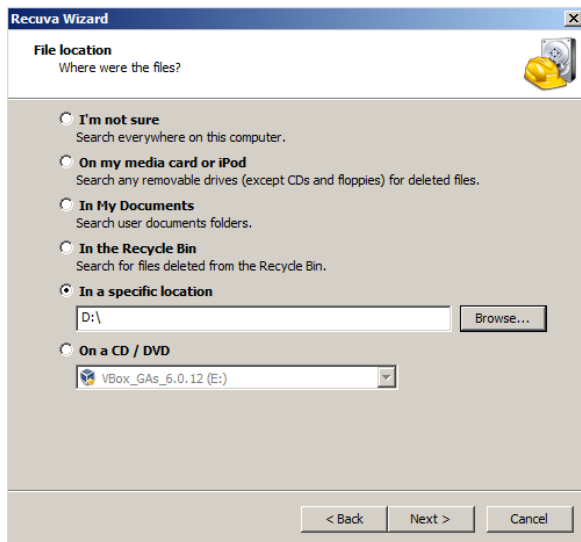 Recuva Wizard
File location
Where were the files?
I'm not sure
Search everywhere on this computer.
On my media card or iPod
Search any removable drives (except CDs and floppies) for deleted files.
In My Documents
Search user documents folders.
In the Recycle Bin
Search for files deleted from the Recycle Bin.
In a specific location
D:\
Browse...
On a CD / DVD
VBox_GAs_6.0.12 (E:)
< Back
Next >
Cancel